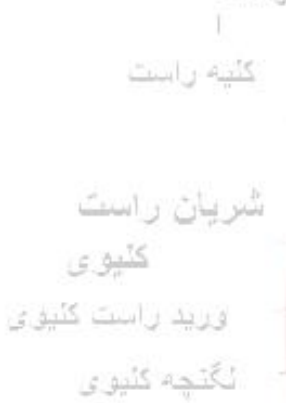 کلیه راست
شریان راست
کلیوی
ورید راست کلیوی
لگنچه کلیوی